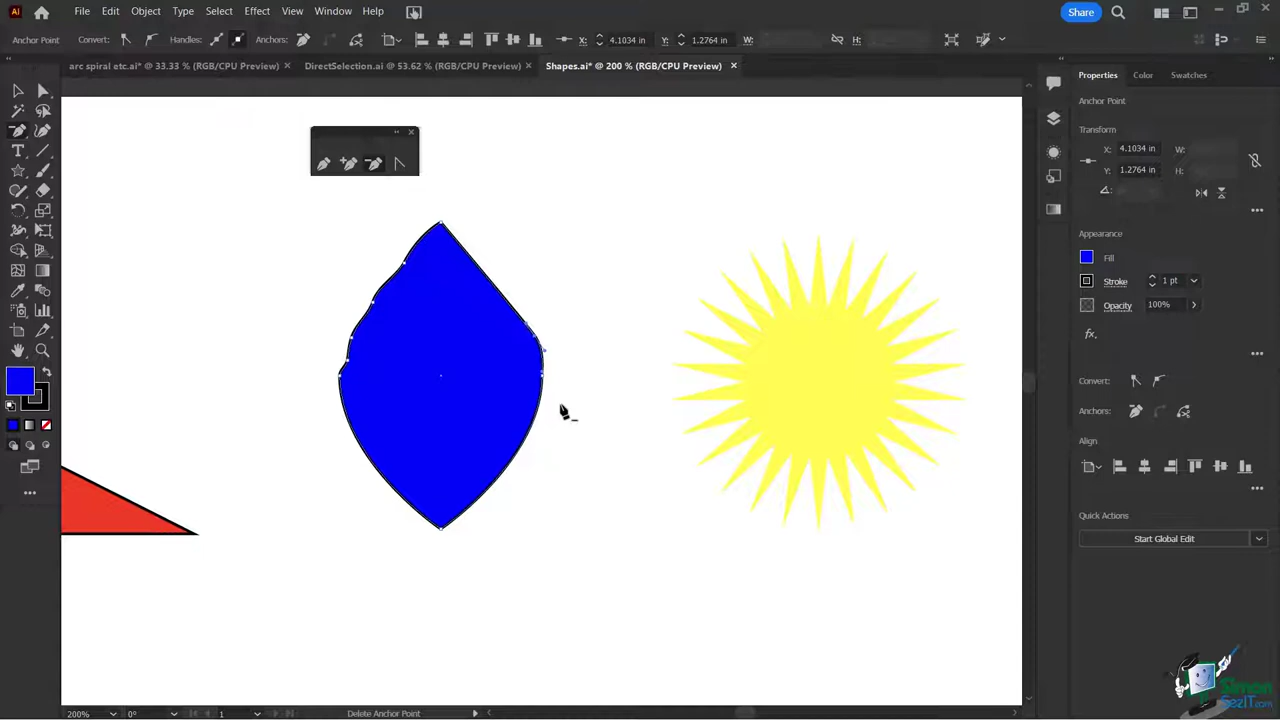 Ai File Edit Object Type Select Effect View Window Help Share
Anchor Point Convert: Handles: Anchors: X: 4.1034 in Y: 1.2764 in W: H:
arc spiral etc.ai* @ 33.33 % (RGB/CPU Preview) × DirectSelection.ai @ 53.62 % (RGB/CPU Preview) × Shapes.ai* @ 200 % (RGB/CPU Preview) ×
Properties Color Swatches
Anchor Point
Transform
X: 4.1034 in W:
Y: 1.2764 in H:
Appearance
Fill
Stroke 1 pt
Opacity 100%
fx.
Convert:
Anchors:
Align
Quick Actions
Start Global Edit
200% 0° 1 Delete Anchor Point
Simon
SezIT.com